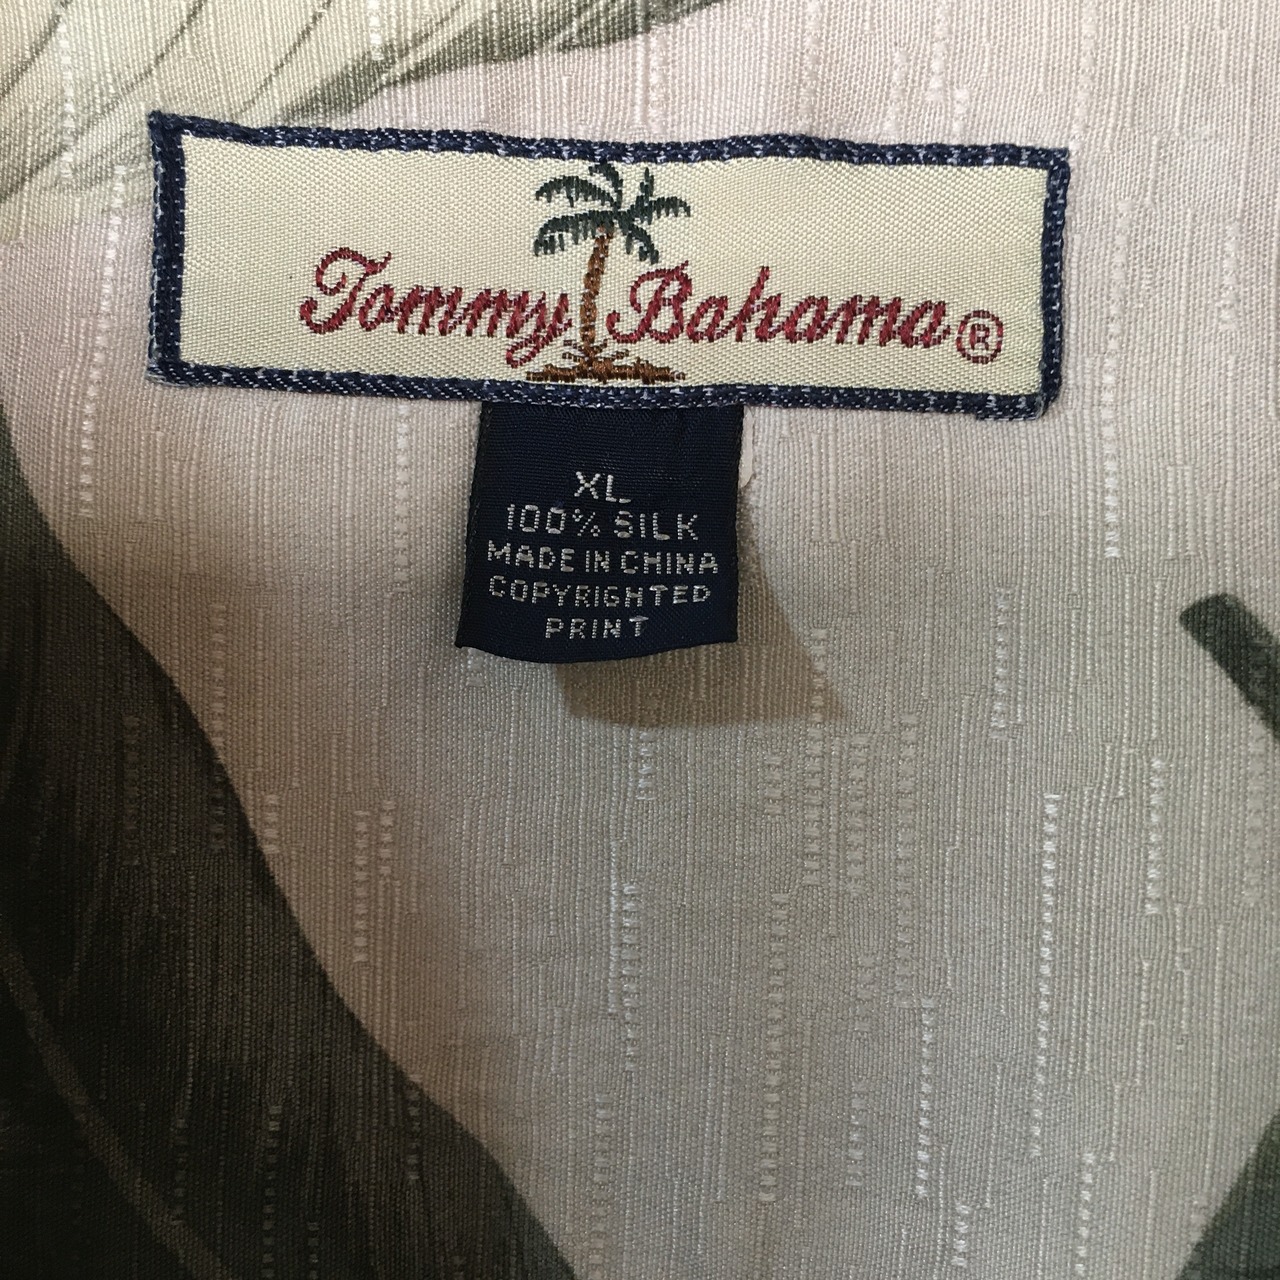 Tommy Bahama ®
XL
100% SILK
MADE IN CHINA
COPYRIGHTED
PRINT